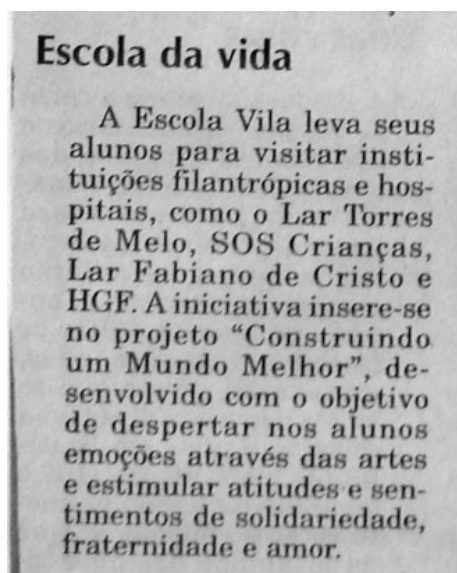 Escola da vida
A Escola Vila leva seus
alunos para visitar insti-
tuições filantrópicas e hos-
pitais, como o Lar Torres
de Melo, SOS Crianças,
Lar Fabiano de Cristo e
HGF. A iniciativa insere-se
no projeto “Construindo
um Mundo Melhor”, de-
senvolvido com o objetivo
de despertar nos alunos
emoções através das artes
e estimular atitudes e sen-
timentos de solidariedade,
fraternidade e amor.